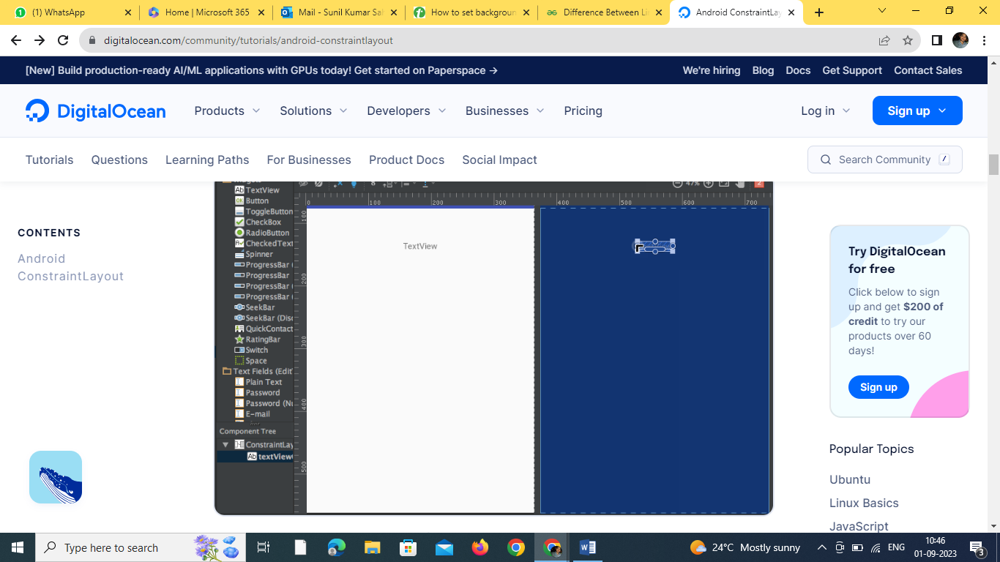 (1) WhatsApp
Home | Microsoft 365
Mail - Sunil Kumar Sah
How to set backgroun
Difference Between Li
Android ConstraintLay
digitalocean.com/community/tutorials/android-constraintlayout
[New] Build production-ready AI/ML applications with GPUs today! Get started on Paperspace →
We're hiring Blog Docs Get Support Contact Sales
DigitalOcean
Products Solutions Developers Businesses Pricing
Log in
Sign up
Tutorials Questions Learning Paths For Businesses Product Docs Social Impact
Search Community /
CONTENTS
Android
ConstraintLayout
47%
0 100 200 300 400 500 600 700
100
200
300
400
500
Ab TextView
OK Button
ToggleButton
CheckBox
RadioButton
CheckedText
Spinner
ProgressBar (
ProgressBar
ProgressBar (
ProgressBar (
SeekBar
SeekBar (Disc
QuickContact
RatingBar
Switch
Space
Text Fields (Edit
Plain Text
Password
Password (Nu
E-mail
Component Tree
ConstraintLay
Ab textView
TextView
Try DigitalOcean
for free
Click below to sign
up and get $200 of
credit to try our
products over 60
days!
Sign up
Popular Topics
Ubuntu
Linux Basics
JavaScript
Type here to search
24°C Mostly sunny
ENG
10:46
01-09-2023
3